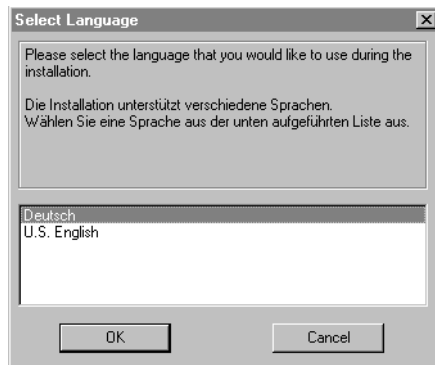 Select Language
Please select the language that you would like to use during the
installation.
Die Installation unterstützt verschiedene Sprachen.
Wählen Sie eine Sprache aus der unten aufgeführten Liste aus.
Deutsch
U.S. English
OK
Cancel